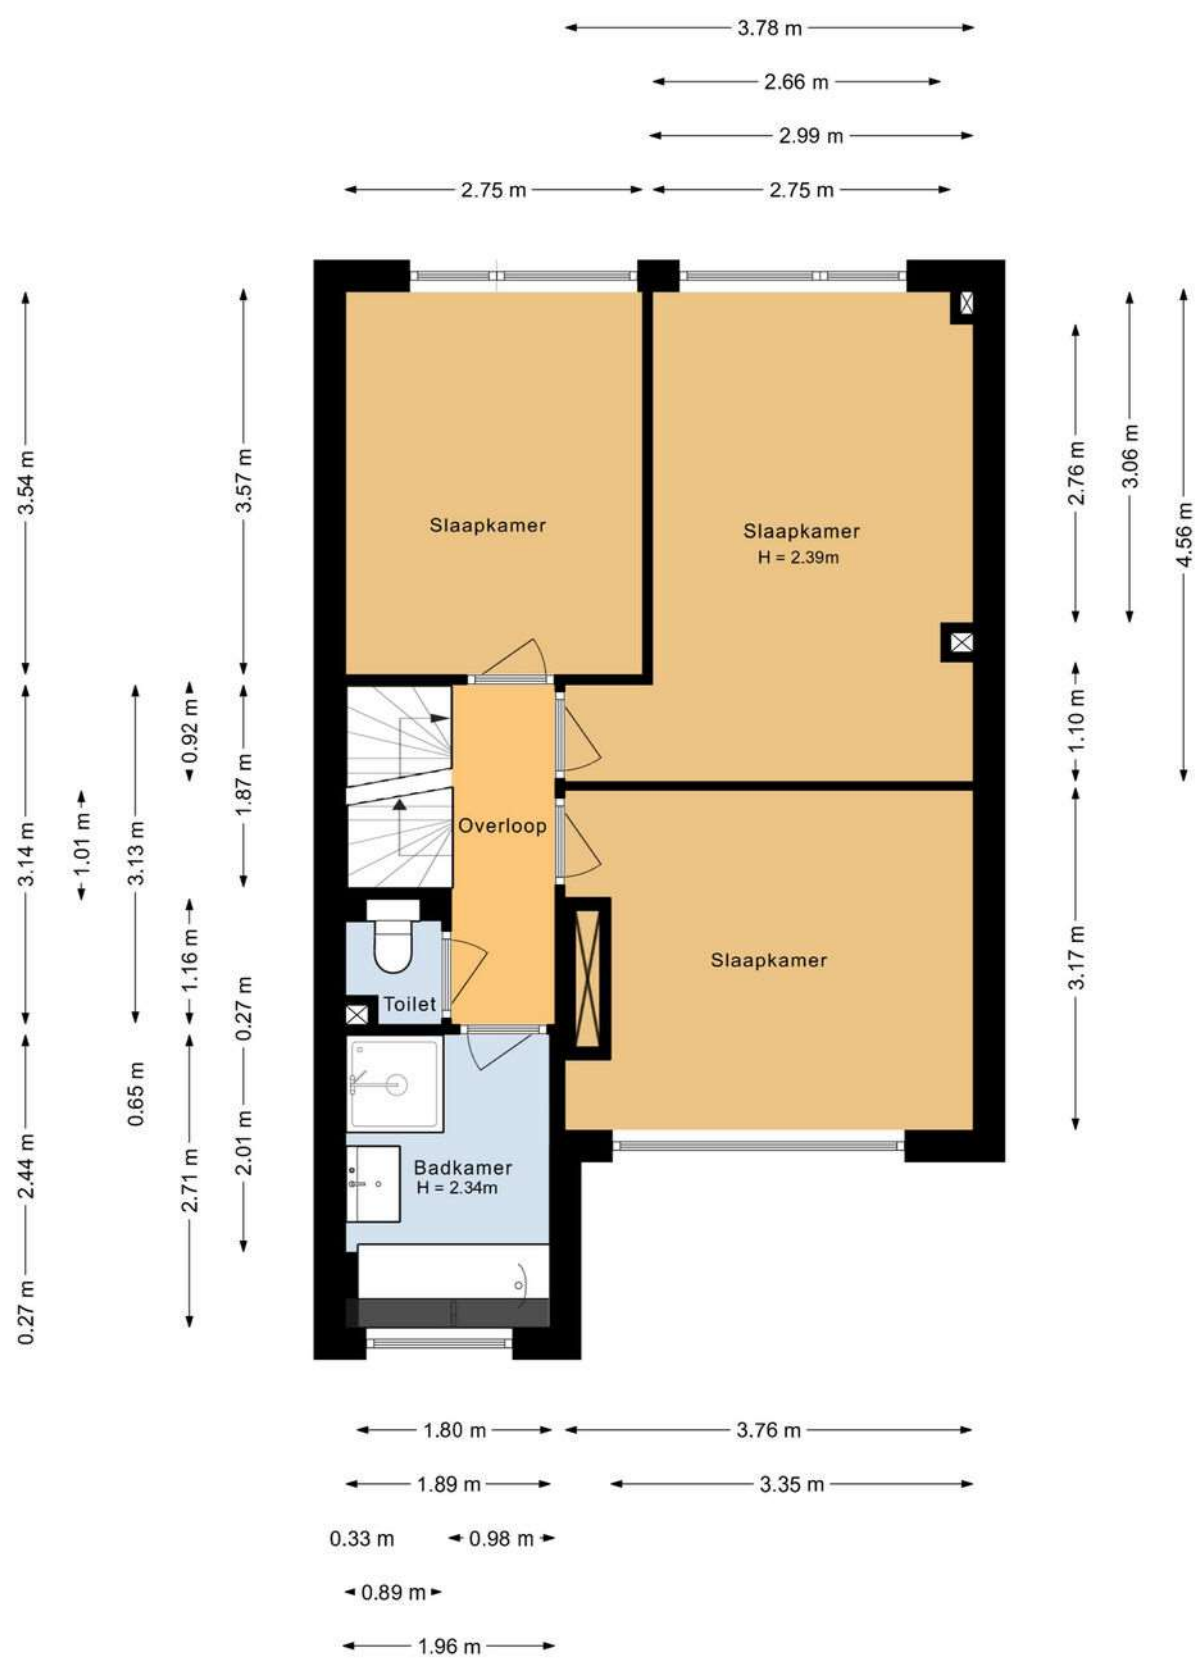 3.78 m
2.66 m
2.99 m
2.75 m
2.75 m
3.54 m
3.57 m
2.76 m
3.06 m
4.56 m
Slaapkamer
Slaapkamer
H = 2.39m
0.92 m
1.10 m
1.87 m
3.14 m
1.01 m
3.13 m
Overloop
1.16 m
0.27 m
Slaapkamer
3.17 m
Toilet
0.65 m
2.44 m
2.71 m
2.01 m
Badkamer
H = 2.34m
0.27 m
1.80 m
3.76 m
1.89 m
3.35 m
0.33 m
0.98 m
0.89 m
1.96 m